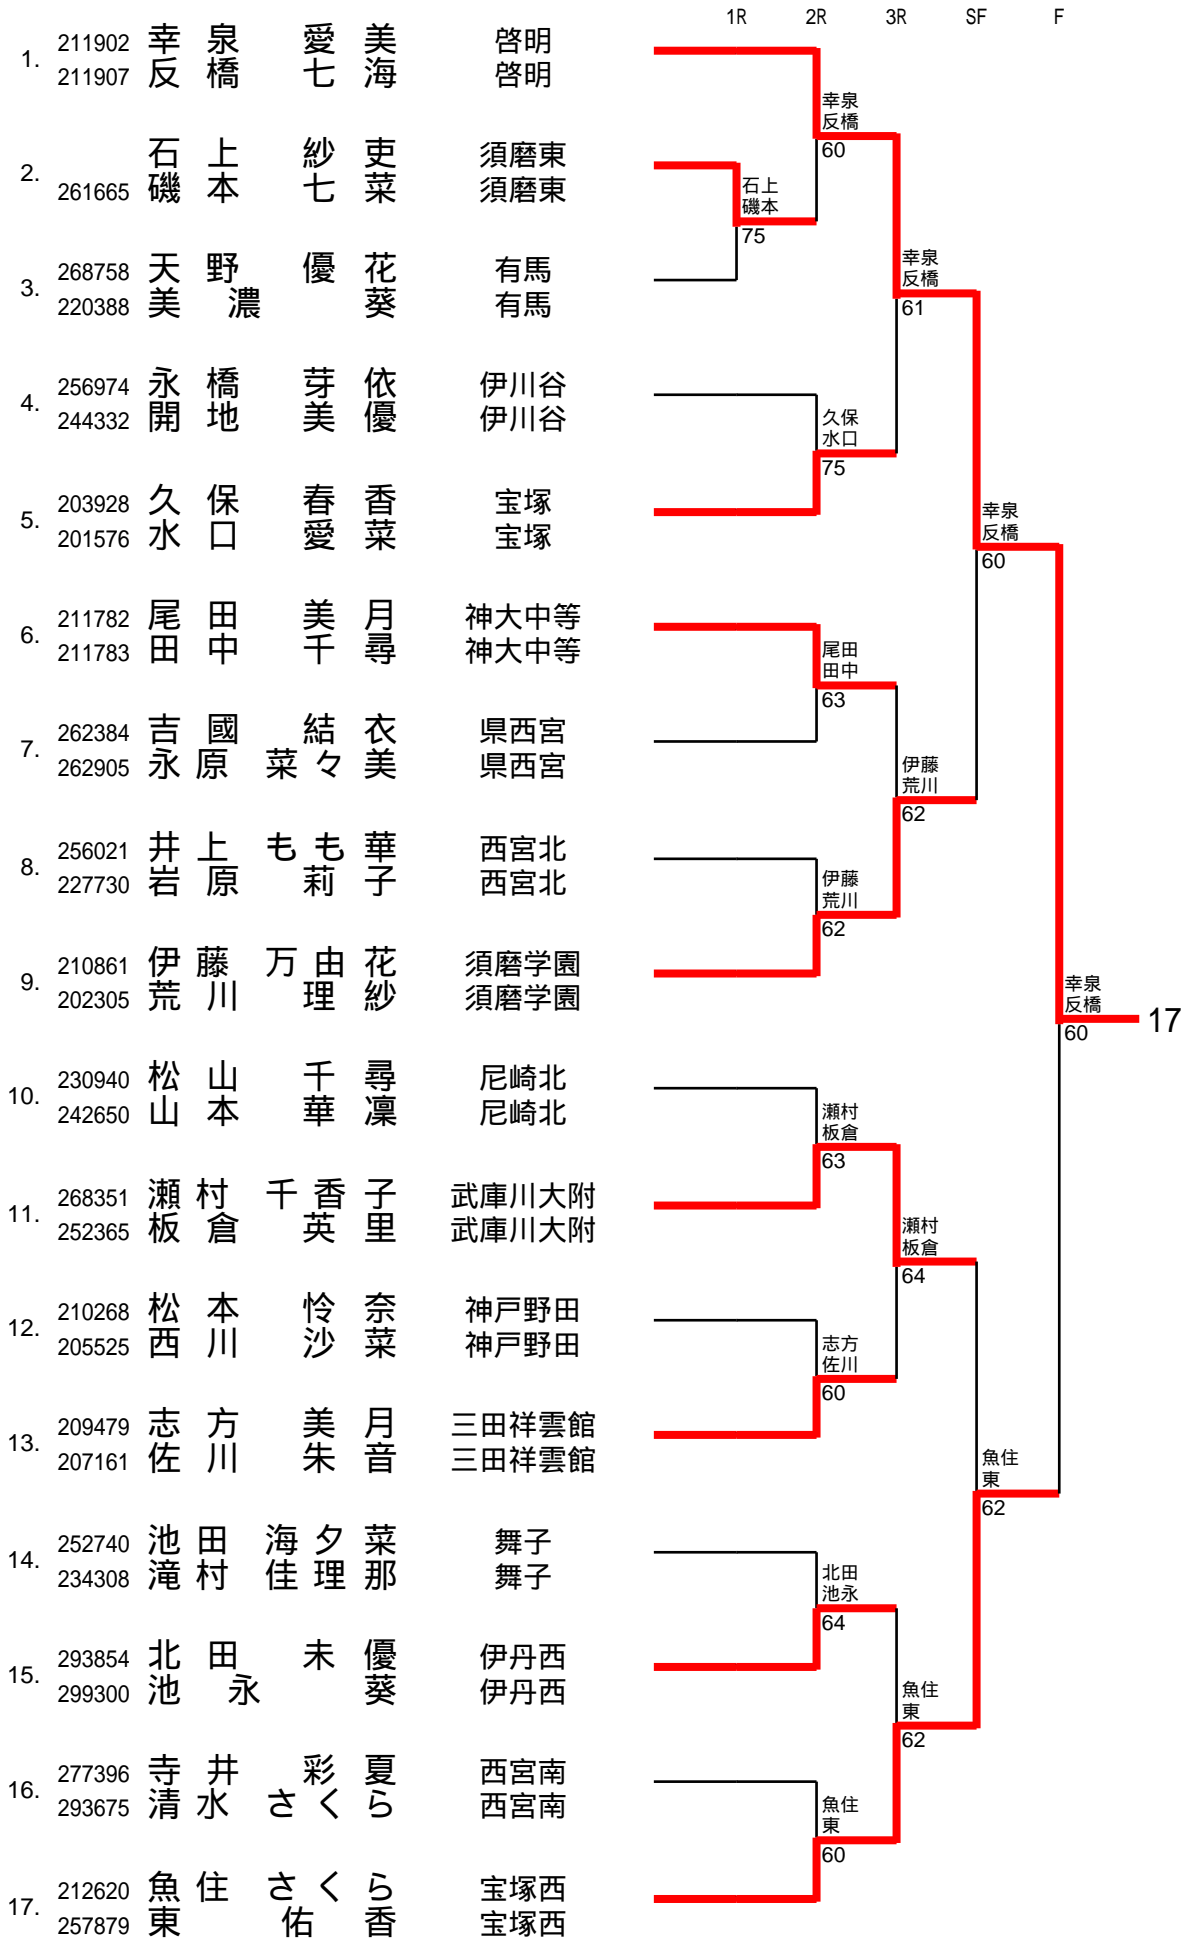 1R 2R 3R SF F
1. 211902 幸泉 愛美 啓明
211907 反橋 七海 啓明
2. 石上 紗吏 須磨東
261665 磯本 七菜 須磨東
3. 268758 天野 優花 有馬
220388 美濃 葵 有馬
4. 256974 永橋 芽依 伊川谷
244332 開地 美優 伊川谷
5. 203928 久保 春香 宝塚
201576 水口 愛菜 宝塚
6. 211782 尾田 美月 神大中等
211783 田中 千尋 神大中等
7. 262384 吉國 結衣 県西宮
262905 永原 菜々美 県西宮
8. 256021 井上 もも華 西宮北
227730 岩原 莉子 西宮北
9. 210861 伊藤 万由花 須磨学園
202305 荒川 理紗 須磨学園
10. 230940 松山 千尋 尼崎北
242650 山本 華凜 尼崎北
11. 268351 瀬村 千香子 武庫川大附
252365 板倉 英里 武庫川大附
12. 210268 松本 怜奈 神戸野田
205525 西川 沙菜 神戸野田
13. 209479 志方 美月 三田祥雲館
207161 佐川 朱音 三田祥雲館
14. 252740 池田 海夕菜 舞子
234308 滝村 佳理那 舞子
15. 293854 北田 未優 伊丹西
299300 池永 葵 伊丹西
16. 277396 寺井 彩夏 西宮南
293675 清水 さくら 西宮南
17. 212620 魚住 さくら 宝塚西
257879 東 佑香 宝塚西
石上
磯本
75
幸泉
反橋
60
久保
水口
75
尾田
田中
63
伊藤
荒川
62
瀬村
板倉
63
志方
佐川
60
北田
池永
64
魚住
東
60
幸泉
反橋
61
伊藤
荒川
62
瀬村
板倉
64
魚住
東
62
幸泉
反橋
60
魚住
東
62
幸泉
反橋
60
17